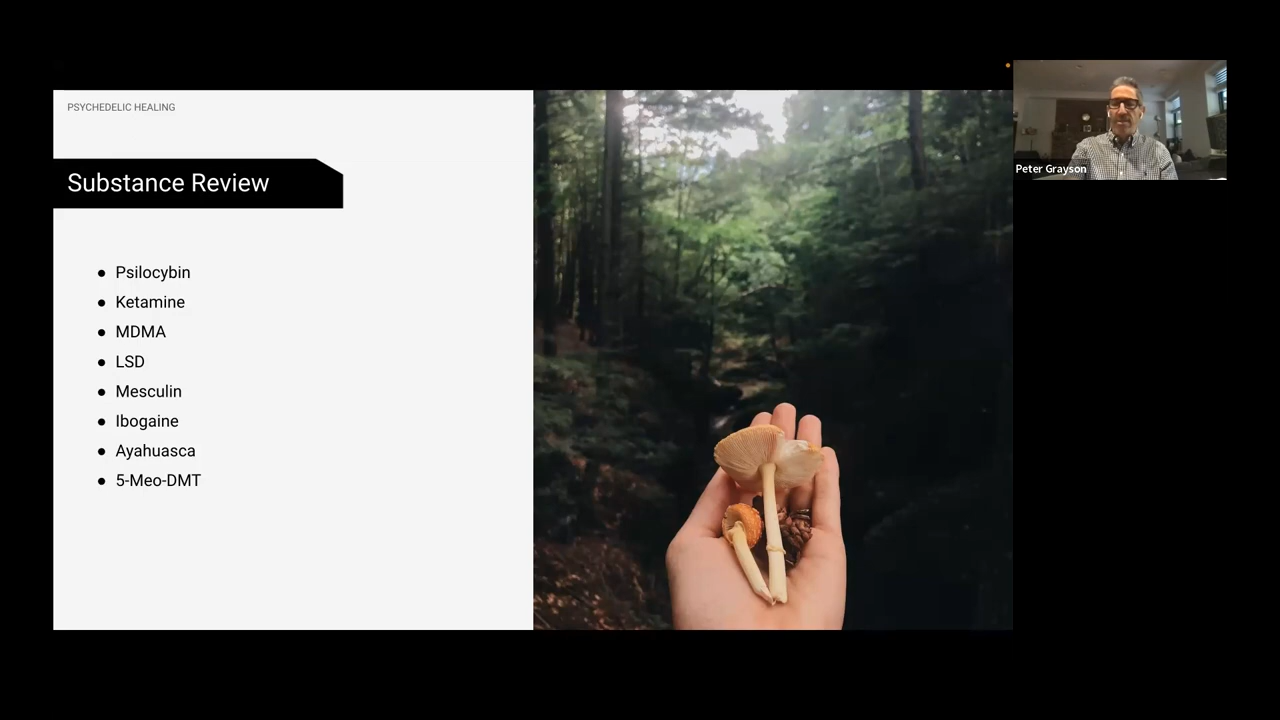 PSYCHEDELIC HEALING
Substance Review
● Psilocybin
● Ketamine
● MDMA
● LSD
● Mesculin
● Ibogaine
● Ayahuasca
● 5-Meo-DMT
Peter Grayson